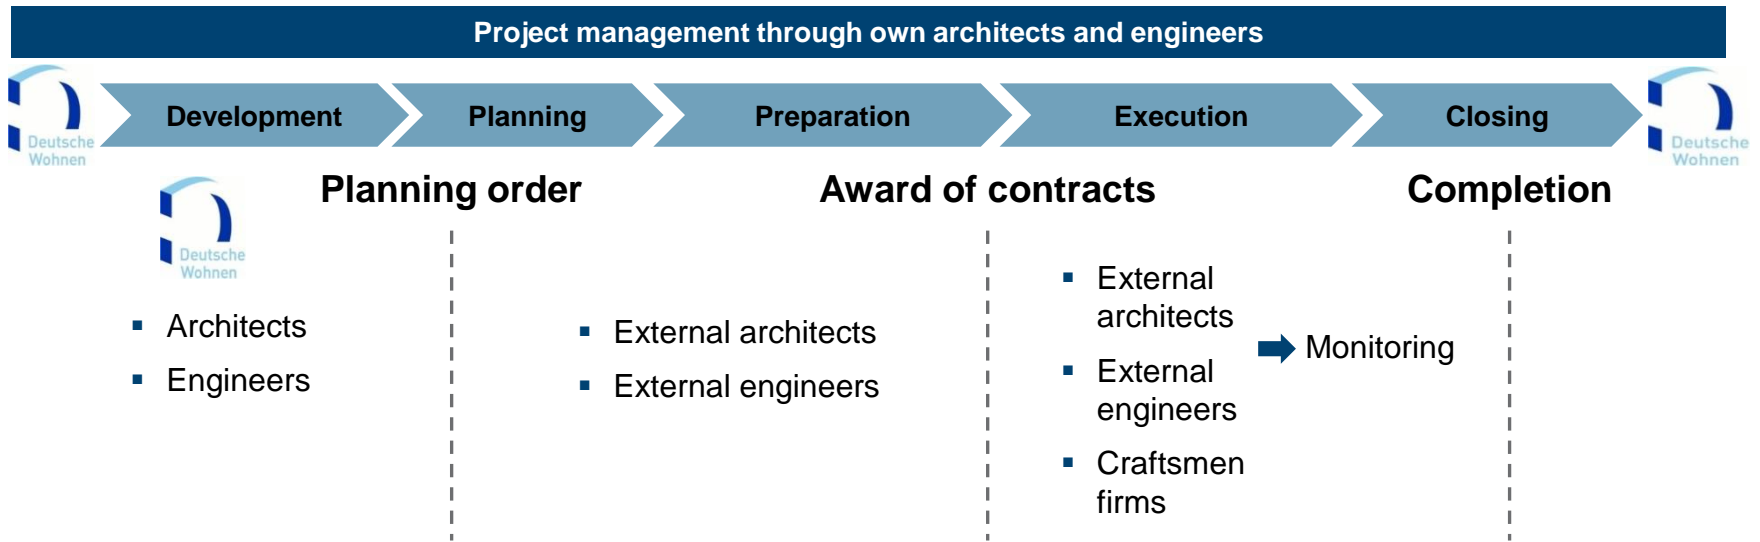 Project management through own architects and engineers
Deutsche
Wohnen
Development
Planning
Preparation
Execution
Closing
Deutsche
Wohnen
Planning order
Award of contracts
Completion
Deutsche
Wohnen
Architects
Engineers
External architects
External engineers
External
architects
External
engineers
Craftsmen
firms
Monitoring